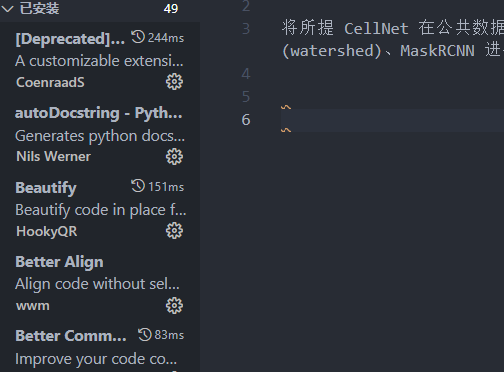 已安装 49
[Deprecated]... 244ms
A customizable extensi...
CoenraadS
autoDocstring - Pyth...
Generates python docs...
Nils Werner
Beautify 151ms
Beautify code in place f...
HookyQR
Better Align
Align code without sel...
wwm
Better Comm... 83ms
Improve your code co...
2
3 将所提 CellNet 在公共数据
(watershed)、MaskRCNN 进
4
5
6